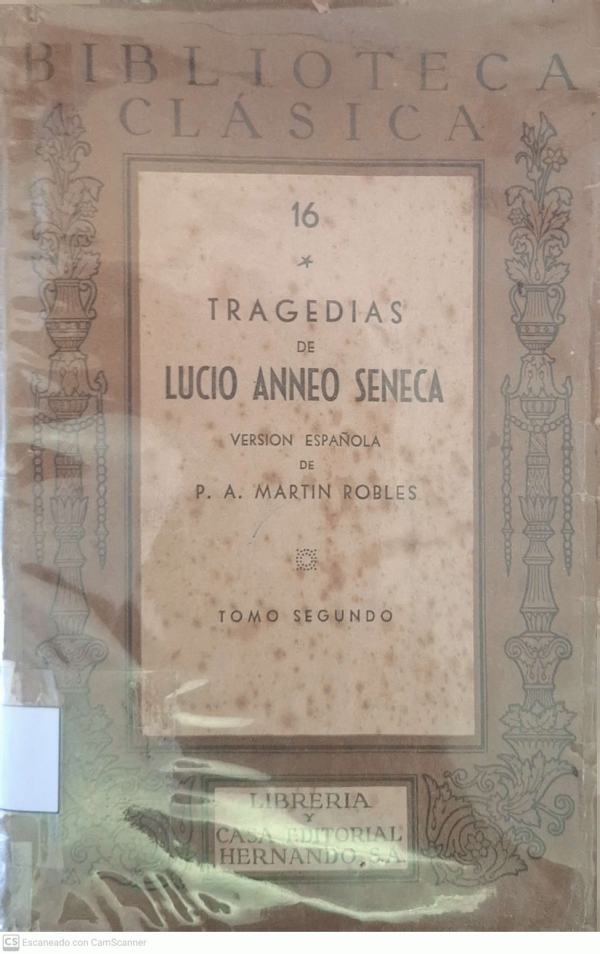 BIBLIOTECA
CLÁSICA
16
TRAGEDIAS
DE
LUCIO ANNEO SENECA
VERSION ESPAÑOLA
DE
P. A. MARTIN ROBLES
TOMO SEGUNDO
LIBRERIA
Y
CASA EDITORIAL
HERNANDO, S.A.
CS Escaneado con CamScanner